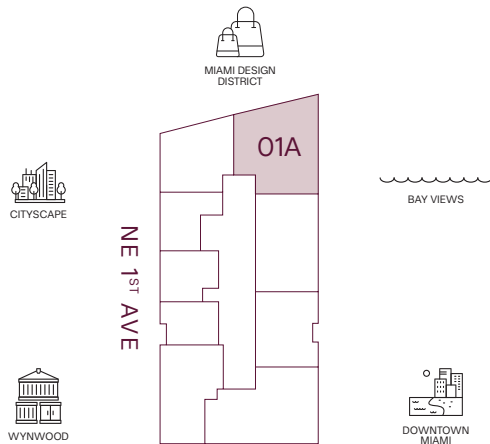 MIAMI DESIGN
DISTRICT
01A
CITYSCAPE
BAY VIEWS
NE 1ST AVE
WYNWOOD
DOWNTOWN
MIAMI